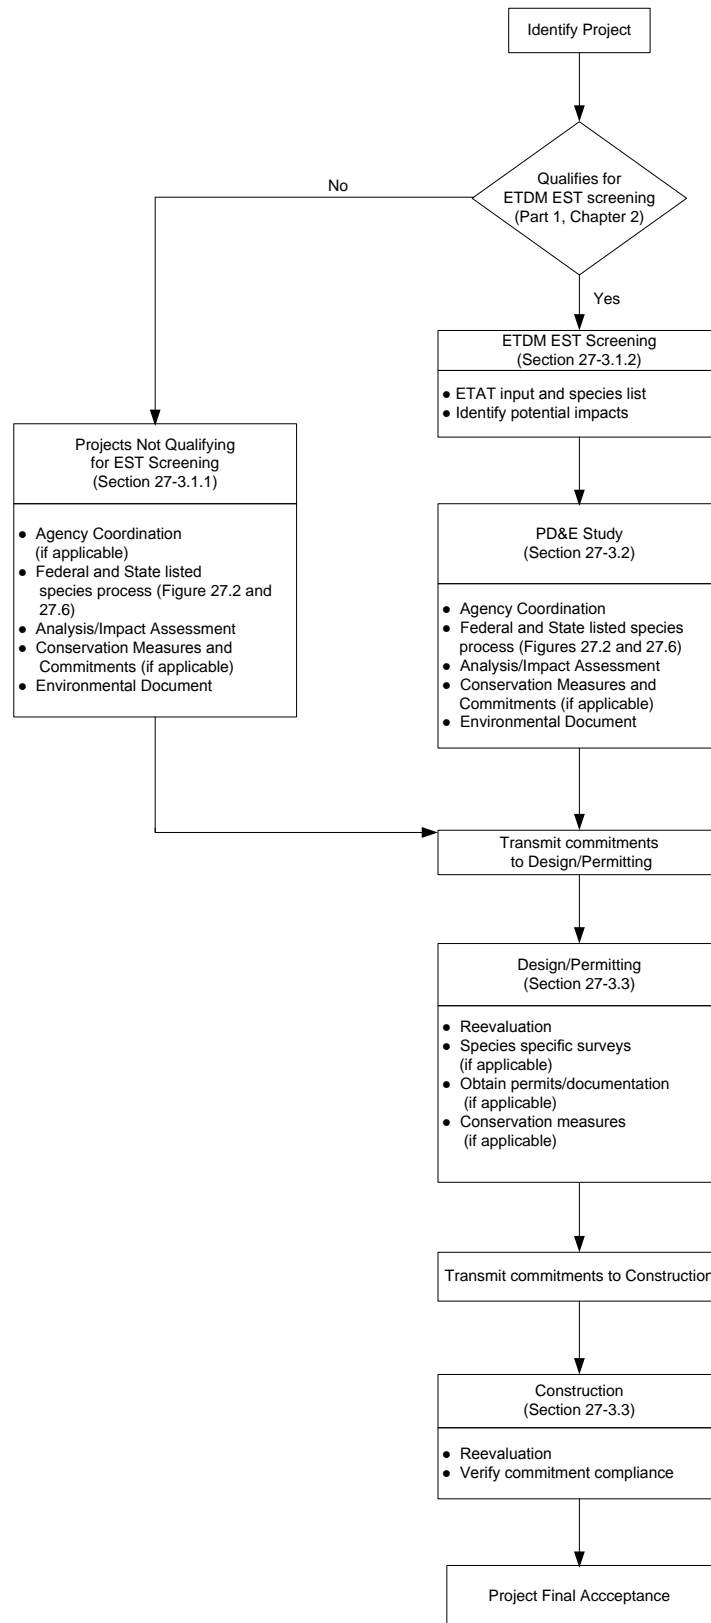 Identify Project
Qualifies for
ETDM EST screening
(Part 1, Chapter 2)
No
Yes
ETDM EST Screening
(Section 27-3.1.2)
● ETAT input and species list
● Identify potential impacts
Projects Not Qualifying
for EST Screening
(Section 27-3.1.1)
● Agency Coordination
(if applicable)
● Federal and State listed
species process (Figure 27.2 and
27.6)
● Analysis/Impact Assessment
● Conservation Measures and
Commitments (if applicable)
● Environmental Document
PD&E Study
(Section 27-3.2)
● Agency Coordination
● Federal and State listed species
process (Figures 27.2 and 27.6)
● Analysis/Impact Assessment
● Conservation Measures and
Commitments (if applicable)
● Environmental Document
Transmit commitments
to Design/Permitting
Design/Permitting
(Section 27-3.3)
● Reevaluation
● Species specific surveys
(if applicable)
● Obtain permits/documentation
(if applicable)
● Conservation measures
(if applicable)
Transmit commitments to Construction
Construction
(Section 27-3.3)
● Reevaluation
● Verify commitment compliance
Project Final Accceptance